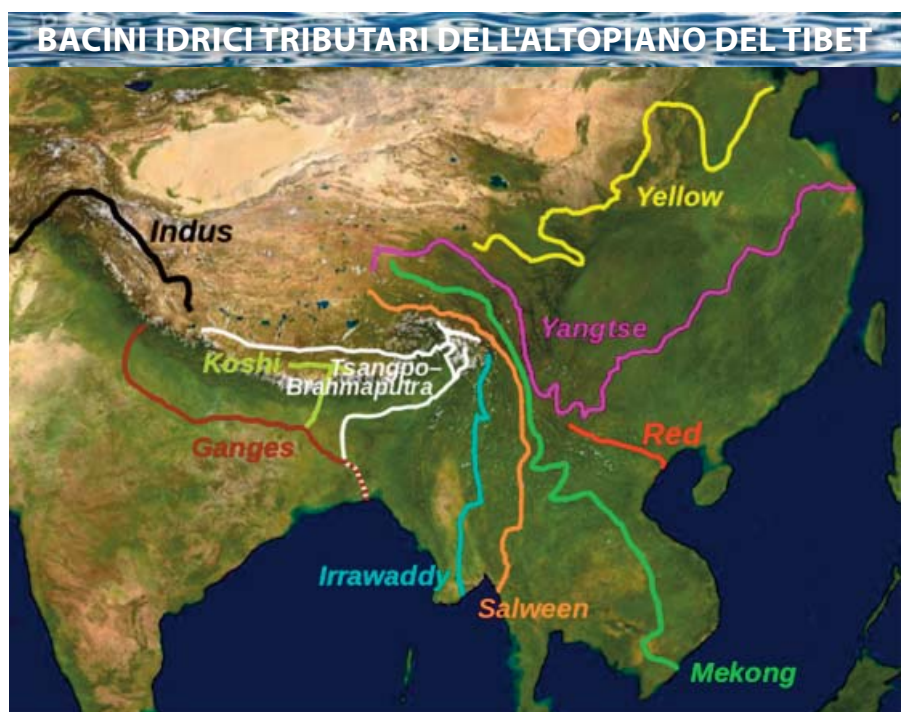 BACINI IDRICI TRIBUTARI DELL'ALTOPIANO DEL TIBET
Yellow
Indus
Yangtse
Koshi
Tsangpo–
Brahmaputra
Red
Ganges
Irrawaddy
Salween
Mekong